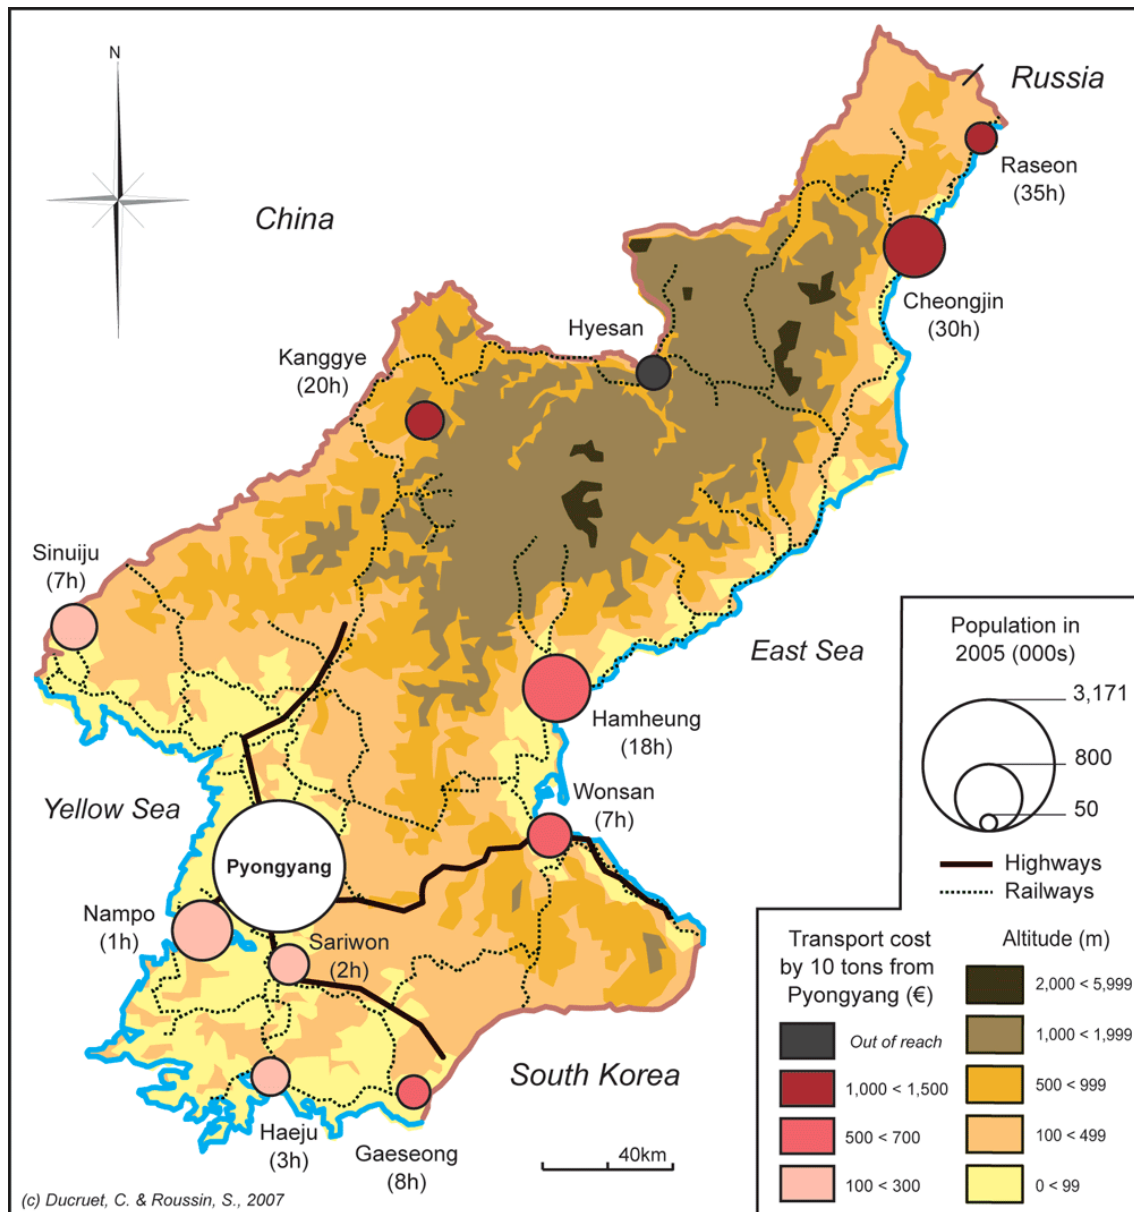 N
Russia
Raseon
(35h)
China
Cheongjin
(30h)
Hyesan
Kanggye
(20h)
Sinuiju
(7h)
East Sea
Hamheung
(18h)
Wonsan
(7h)
Yellow Sea
Pyongyang
Nampo
(1h)
Sariwon
(2h)
South Korea
Haeju
(3h)
Gaeseong
(8h)
40km
(c) Ducruet, C. & Roussin, S., 2007
Population in
2005 (000s)
3,171
800
50
Highways
Railways
Transport cost
by 10 tons from
Pyongyang (€)
Out of reach
1,000 < 1,500
500 < 700
100 < 300
Altitude (m)
2,000 < 5,999
1,000 < 1,999
500 < 999
100 < 499
0 < 99